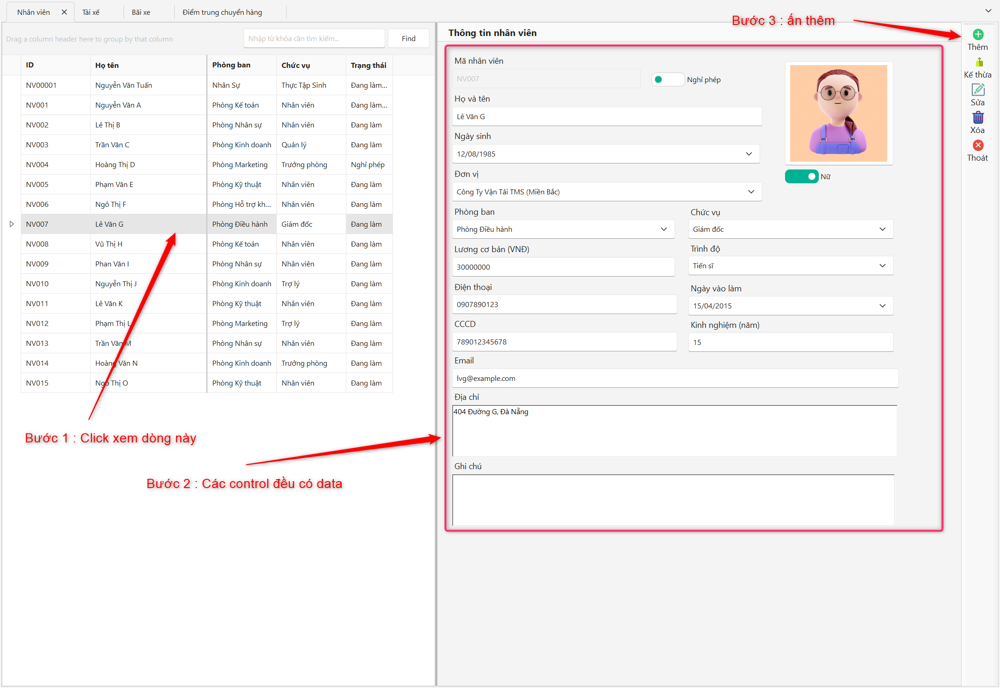 Nhân viên
Tài xế
Bãi xe
Điểm trung chuyển hàng
Bước 3 : ấn thêm
Drag a column header here to group by that column
Nhập từ khóa cần tìm kiếm...
Find
Thông tin nhân viên
Thêm
Kế thừa
Sửa
Xóa
Thoát
ID Họ tên Phòng ban Chức vụ Trạng thái
NV00001 Nguyễn Văn Tuấn Nhân Sự Thực Tập Sinh Đang làm...
NV001 Nguyễn Văn A Phòng Kế toán Nhân viên Đang làm...
NV002 Lê Thị B Phòng Nhân sự Nhân viên Đang làm
NV003 Trần Văn C Phòng Kinh doanh Quản lý Đang làm
NV004 Hoàng Thị D Phòng Marketing Trưởng phòng Nghỉ phép
NV005 Phạm Văn E Phòng Kỹ thuật Nhân viên Đang làm
NV006 Ngô Thị F Phòng Hỗ trợ kh... Nhân viên Đang làm
NV007 Lê Văn G Phòng Điều hành Giám đốc Đang làm
NV008 Vũ Thị H Phòng Kế toán Nhân viên Đang làm
NV009 Phan Văn I Phòng Nhân sự Nhân viên Đang làm
NV010 Nguyễn Thị J Phòng Kinh doanh Trợ lý Đang làm
NV011 Lê Văn K Phòng Kỹ thuật Nhân viên Đang làm
NV012 Phạm Thị L Phòng Marketing Trợ lý Đang làm
NV013 Trần Văn M Phòng Nhân sự Nhân viên Đang làm
NV014 Hoàng Văn N Phòng Kinh doanh Trưởng phòng Đang làm
NV015 Ngô Thị O Phòng Kỹ thuật Nhân viên Đang làm
Bước 1 : Click xem dòng này
Bước 2 : Các control đều có data
Mã nhân viên
NV007
Nghỉ phép
Họ và tên
Lê Văn G
Ngày sinh
12/08/1985
Nữ
Đơn vị
Công Ty Vận Tải TMS (Miền Bắc)
Phòng ban Chức vụ
Phòng Điều hành Giám đốc
Lương cơ bản (VNĐ) Trình độ
30000000 Tiến sĩ
Điện thoại Ngày vào làm
0907890123 15/04/2015
CCCD Kinh nghiệm (năm)
789012345678 15
Email
lvg@example.com
Địa chỉ
404 Đường G, Đà Nẵng
Ghi chú